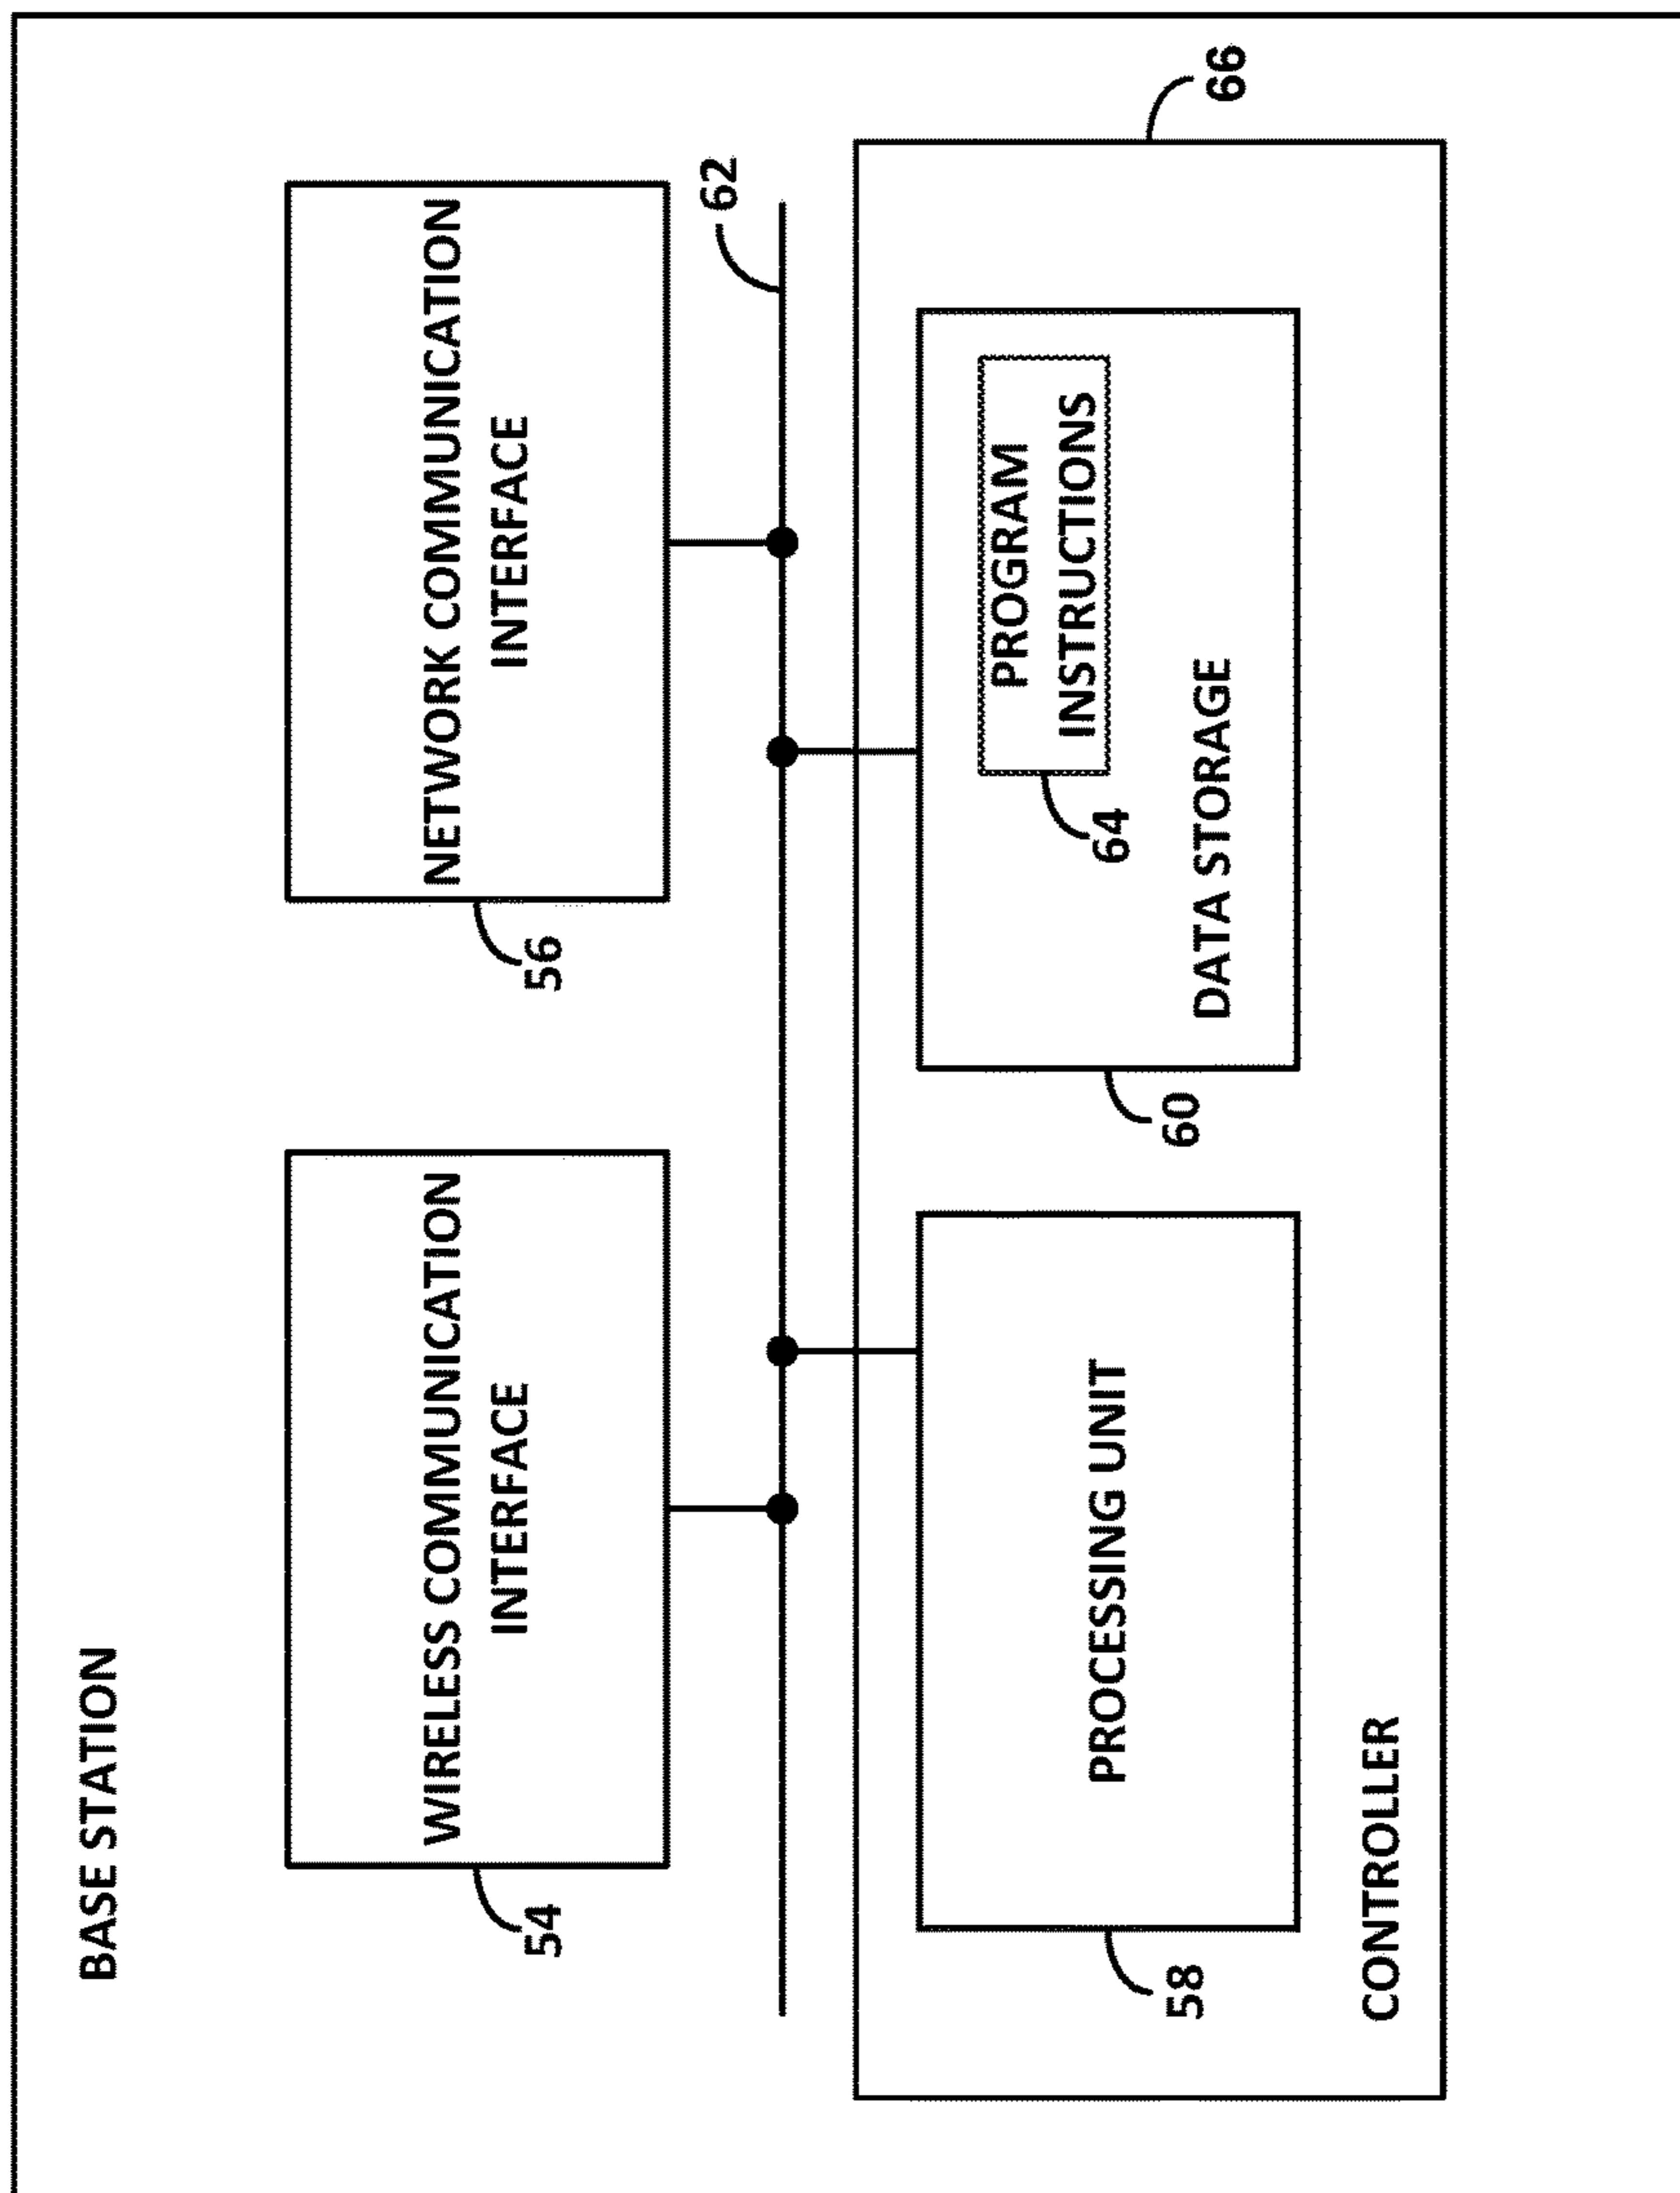 BASE STATION
WIRELESS COMMUNICATION
INTERFACE
54
NETWORK COMMUNICATION
INTERFACE
56
62
PROCESSING UNIT
58
PROGRAM
INSTRUCTIONS
64
DATA STORAGE
60
CONTROLLER
66